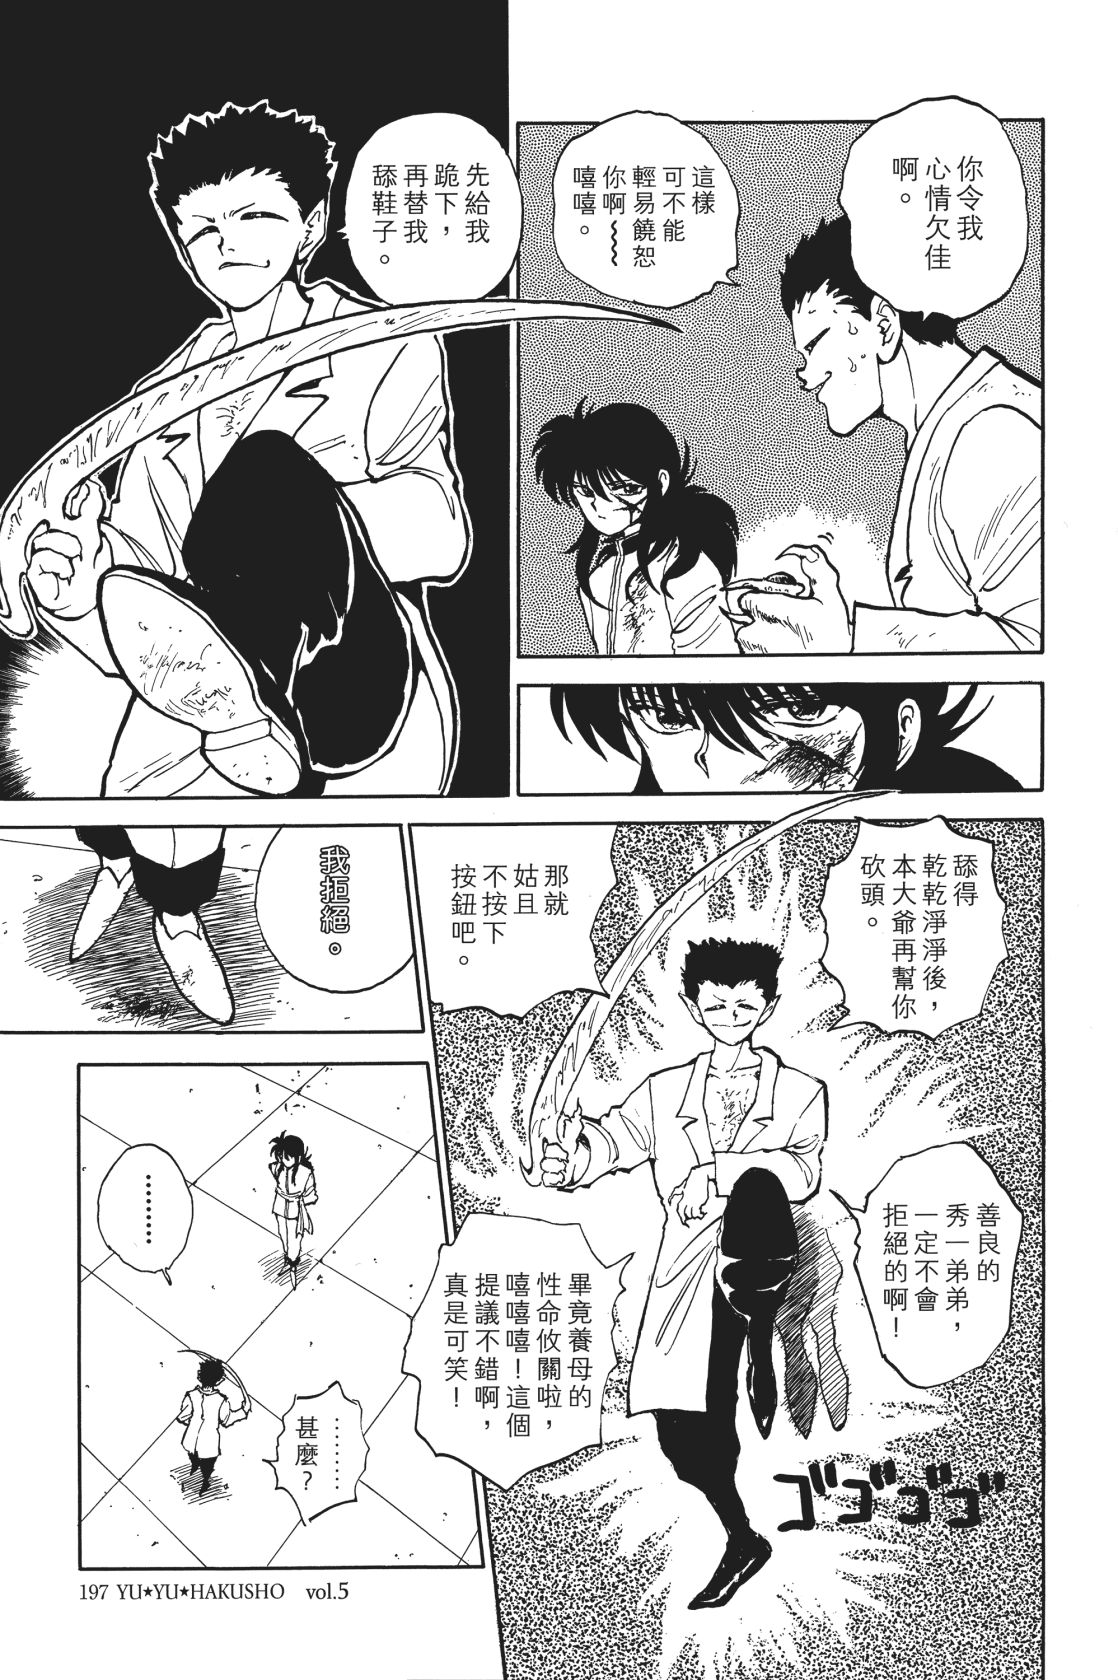 你令我
心情欠佳
啊。
這樣
可不能
輕易饒恕
你啊～～
嘻嘻。
先給我
跪下，
再替我
舔鞋子。
舔得
乾乾淨淨後，
本大爺再幫你
砍頭。
那就
姑且
不按下
按鈕吧。
善良的
秀一弟弟，
一定不會
拒絕的啊！
畢竟養母的
性命攸關啦，
嘻嘻嘻！這個
提議不錯啊，
真是可笑！
ゴゴゴゴ
我拒絕。
………
………
甚麼？
197 YU★YU★HAKUSHO vol.5